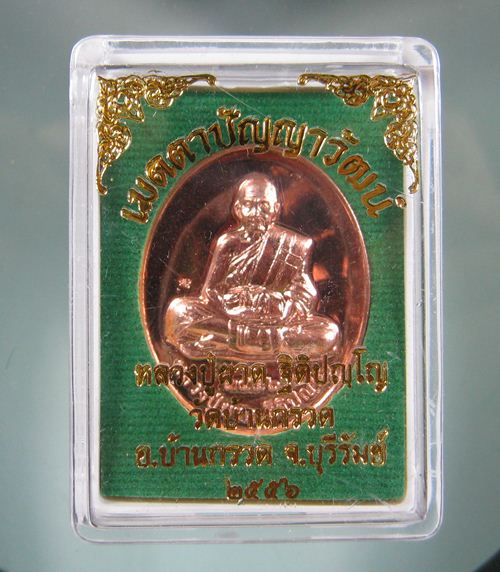 เมตตาปัญญาวัฒน์
หลวงปู่ฮวด ฐิติปญฺโญ
วัดบ้านกรวด
อ.บ้านกรวด จ.บุรีรัมย์
๒๕๕๖